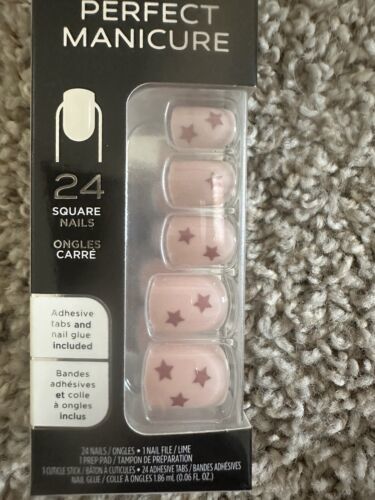 PERFECT
MANICURE
24
SQUARE
NAILS
ONGLES
CARRÉ
Adhesive
tabs and
nail glue
included
Bandes
adhésives
et colle
à ongles
inclus
24 NAILS / ONGLES • 1 NAIL FILE / LIME
1 PREP PAD / TAMPON DE PREPARATION
1 CUTICLE STICK / BÂTON À CUTICULES • 24 ADHESIVE TABS / BANDES ADHÉSIVES
NAIL GLUE / COLLE À ONGLES 1.86 mL (0.06 FL. OZ.)